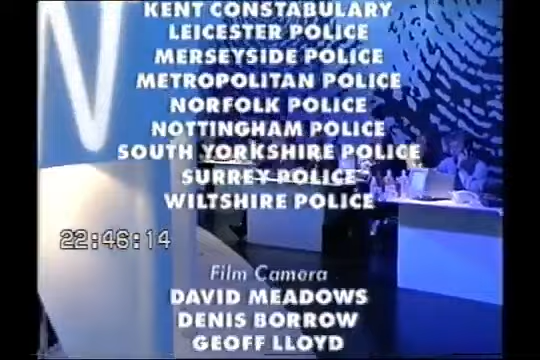 N
KENT CONSTABULARY
LEICESTER POLICE
MERSEYSIDE POLICE
METROPOLITAN POLICE
NORFOLK POLICE
NOTTINGHAM POLICE
SOUTH YORKSHIRE POLICE
SURREY POLICE
WILTSHIRE POLICE
22:46:14
Film Camera
DAVID MEADOWS
DENIS BORROW
GEOFF LLOYD